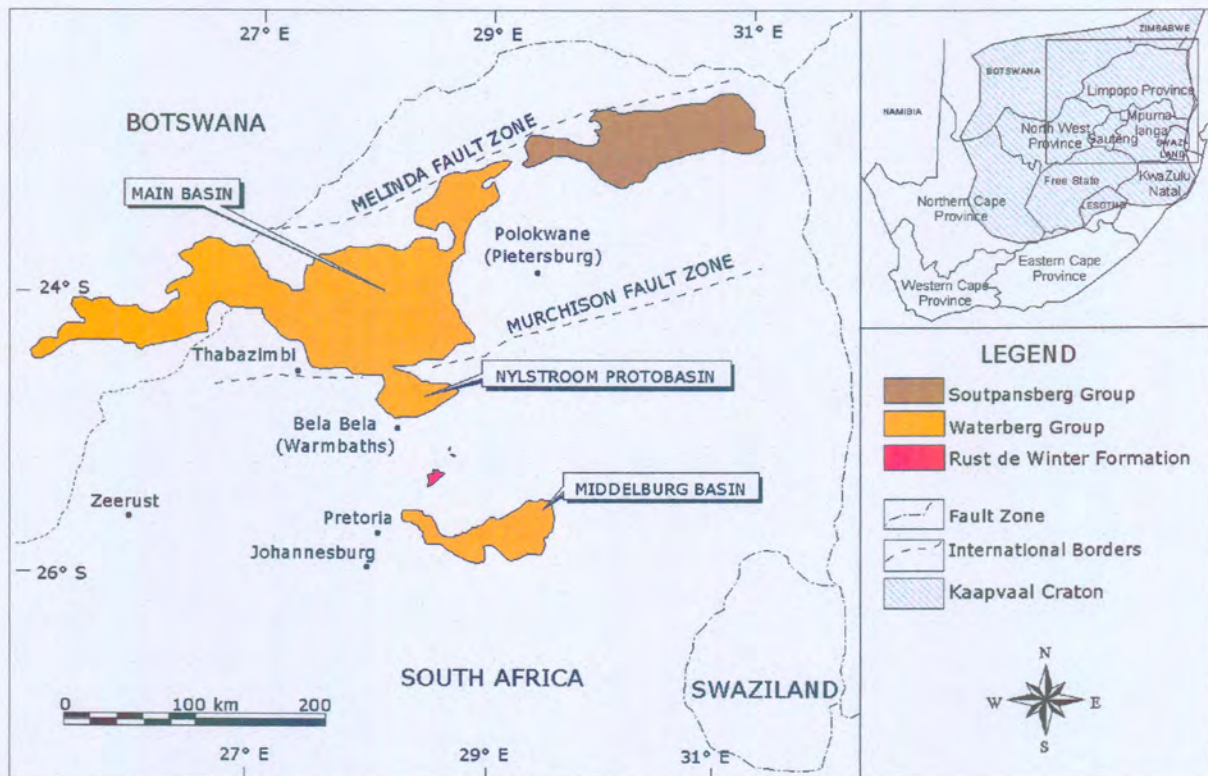 27° E
29° E
31° E
BOTSWANA
MAIN BASIN
MELINDA FAULT ZONE
Polokwane
(Pietersburg)
24° S
MURCHISON FAULT ZONE
Thabazimbi
NYLSTROOM PROTOBASIN
Bela Bela
(Warmbaths)
MIDDELBURG BASIN
Zeerust
Pretoria
Johannesburg
26° S
SOUTH AFRICA
SWAZILAND
0
100 km
200
27° E
29° E
31° E
ZIMBABWE
BOTSWANA
NAMIBIA
Limpopo Province
Mpuma-
langa
North West
Province
Gauteng
SWAZI-
LAND
Free State
KwaZulu
Natal
LESOTHO
Northern Cape
Province
Eastern Cape
Province
Western Cape
Province
LEGEND
Soutpansberg Group
Waterberg Group
Rust de Winter Formation
Fault Zone
International Borders
Kaapvaal Craton
N
W
E
S